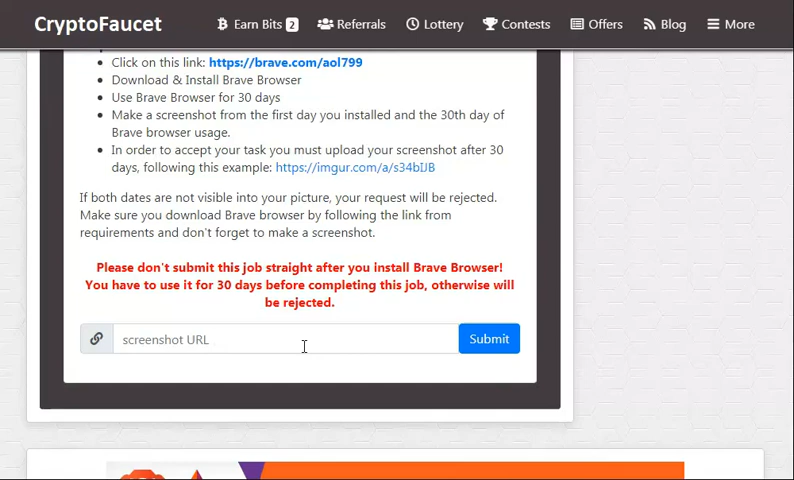 CryptoFaucet Earn Bits 2 Referrals Lottery Contests Offers Blog More
Click on this link: https://brave.com/aol799
Download & Install Brave Browser
Use Brave Browser for 30 days
Make a screenshot from the first day you installed and the 30th day of
Brave browser usage.
In order to accept your task you must upload your screenshot after 30
days, following this example: https://imgur.com/a/s34bIJB
If both dates are not visible into your picture, your request will be rejected.
Make sure you download Brave browser by following the link from
requirements and don't forget to make a screenshot.
Please don't submit this job straight after you install Brave Browser!
You have to use it for 30 days before completing this job, otherwise will
be rejected.
screenshot URL Submit